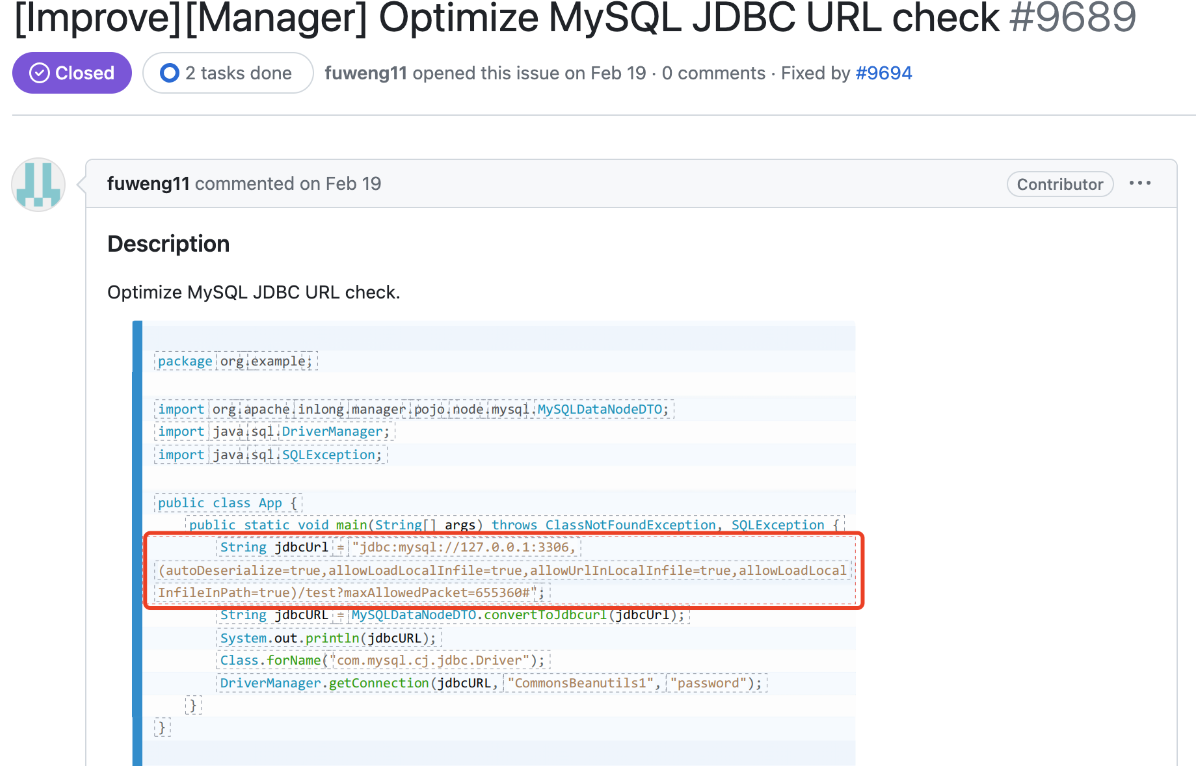 [Improve][Manager] Optimize MySQL JDBC URL check #9689
Closed
2 tasks done
fuweng11 opened this issue on Feb 19 · 0 comments · Fixed by #9694
fuweng11 commented on Feb 19
Contributor
Description
Optimize MySQL JDBC URL check.
package org.example;
import org.apache.inlong.manager.pojo.node.mysql.MySQLDataNodeDTO;
import java.sql.DriverManager;
import java.sql.SQLException;
public class App {
public static void main(String[] args) throws ClassNotFoundException, SQLException {
String jdbcUrl = "jdbc:mysql://127.0.0.1:3306,
(autoDeserialize=true,allowLoadLocalInfile=true,allowUrlInLocalInfile=true,allowLoadLocal
InfileInPath=true)/test?maxAllowedPacket=655360#";
String jdbcURL = MySQLDataNodeDTO.convertToJdbcurl(jdbcUrl);
System.out.println(jdbcURL);
Class.forName("com.mysql.cj.jdbc.Driver");
DriverManager.getConnection(jdbcURL, "CommonsBeanutils1", "password");
}
}